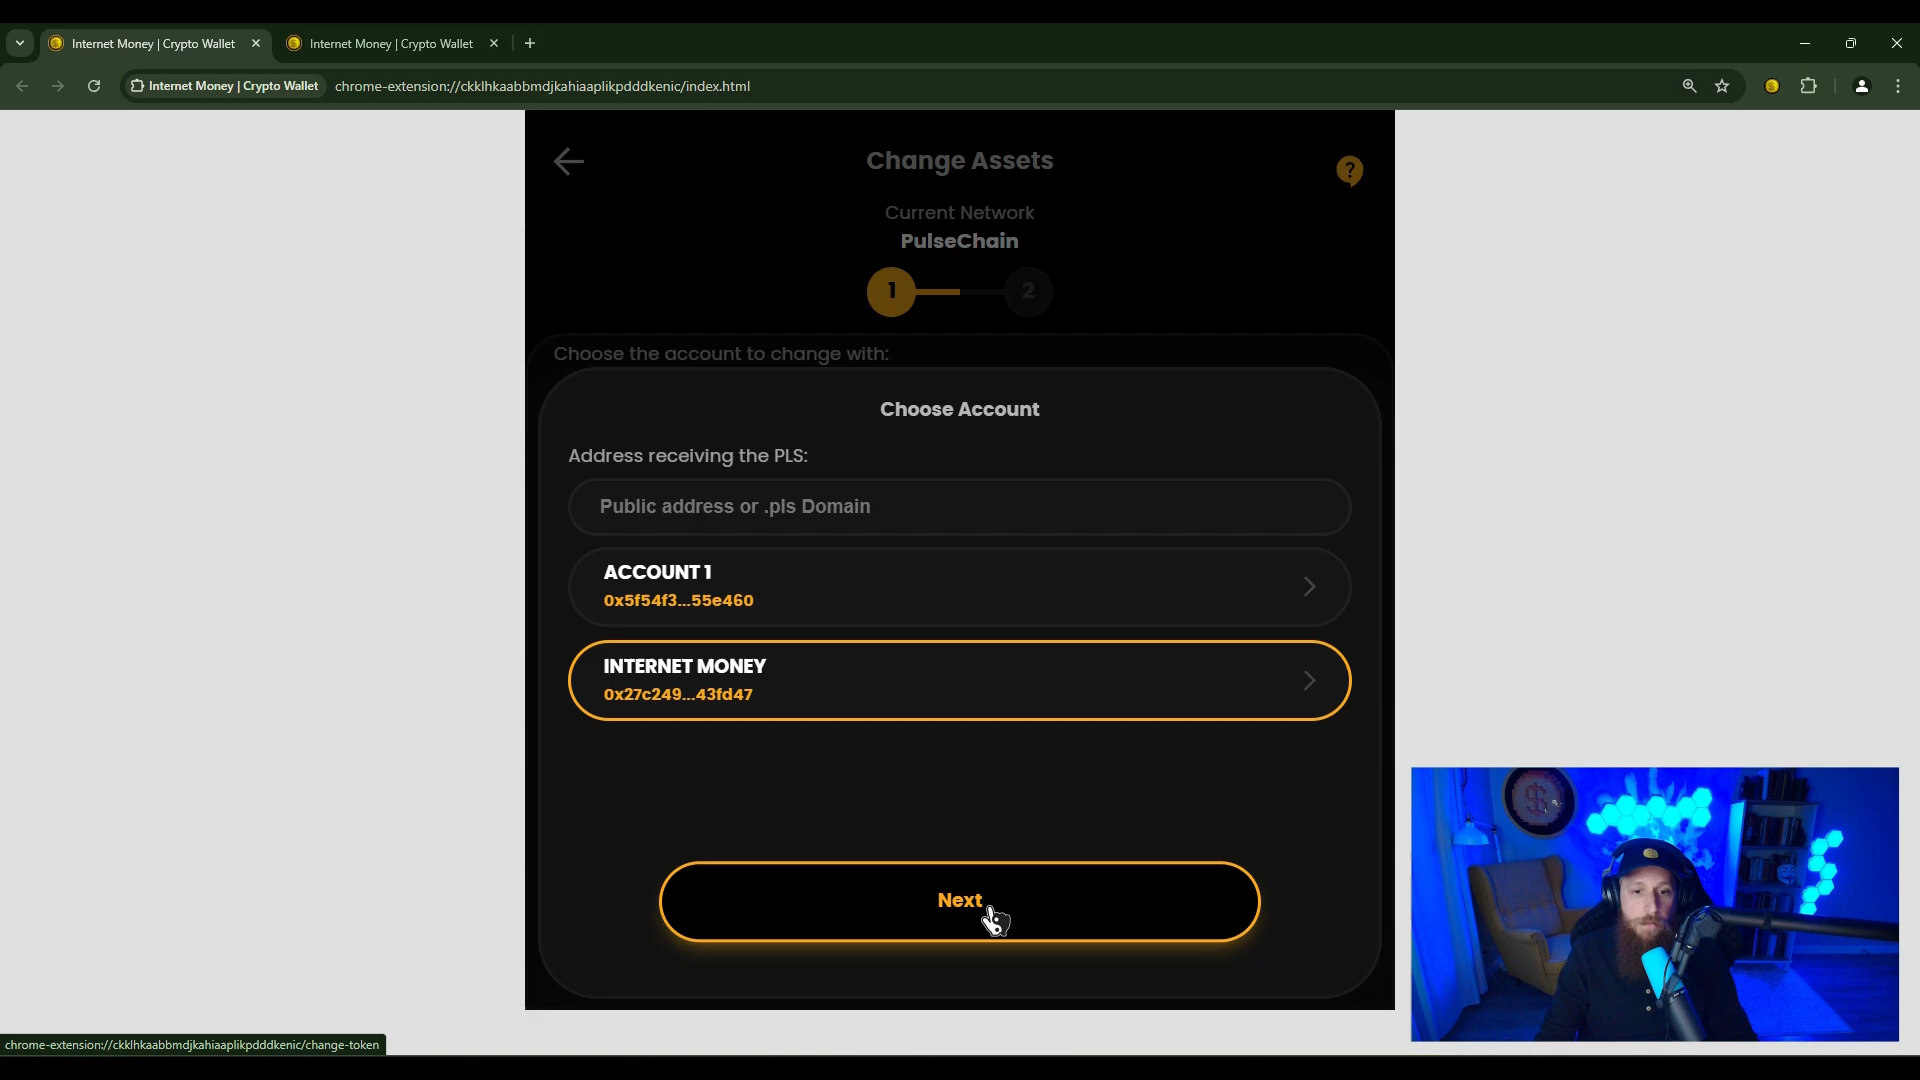 Internet Money | Crypto Wallet
Internet Money | Crypto Wallet
Internet Money | Crypto Wallet
chrome-extension://ckklhkaabbmdjkahiaaplikpdddkenic/index.html
Change Assets
?
Current Network
PulseChain
1
2
Choose the account to change with:
Choose Account
Address receiving the PLS:
Public address or .pls Domain
ACCOUNT 1
0x5f54f3...55e460
INTERNET MONEY
0x27c249...43fd47
Next
chrome-extension://ckklhkaabbmdjkahiaaplikpdddkenic/change-token